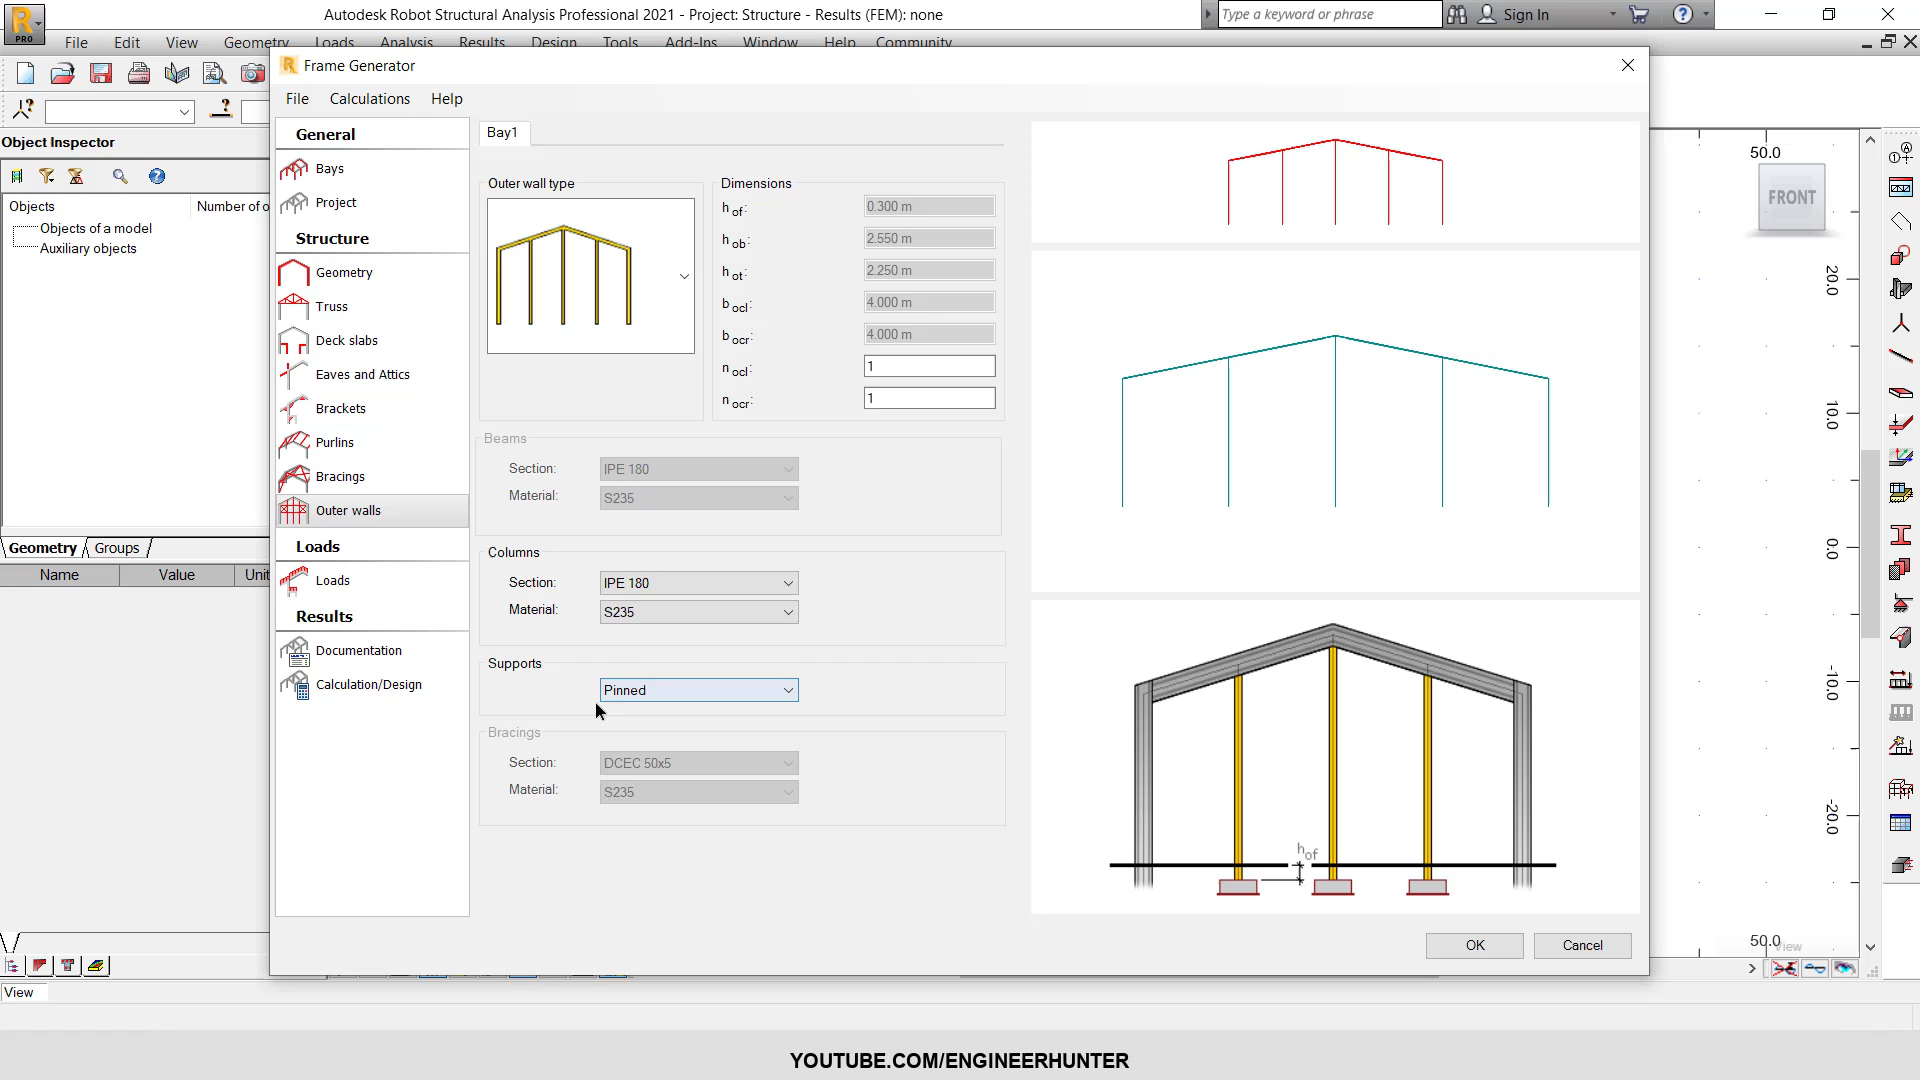 Autodesk Robot Structural Analysis Professional 2021 - Project: Structure - Results (FEM): none
Type a keyword or phrase
Sign In
PRO
File Edit View Geometry Loads Analysis Results Design Tools Add-Ins Window Help Community
Frame Generator
File Calculations Help
Object Inspector
Objects
Number of o
Objects of a model
Auxiliary objects
Geometry
Groups
Name
Value
Unit
View
General
Bays
Project
Structure
Geometry
Truss
Deck slabs
Eaves and Attics
Brackets
Purlins
Bracings
Outer walls
Loads
Loads
Results
Documentation
Calculation/Design
Bay1
Outer wall type
Dimensions
h of: 0.300 m
h ob: 2.550 m
h ot: 2.250 m
b ocl: 4.000 m
b ocr: 4.000 m
n ocl: 1
n ocr: 1
Beams
Section: IPE 180
Material: S235
Columns
Section: IPE 180
Material: S235
Supports
Pinned
Bracings
Section: DCEC 50x5
Material: S235
h of
OK
Cancel
50.0
FRONT
20.0
10.0
0.0
-10.0
-20.0
50.0
View
YOUTUBE.COM/ENGINEERHUNTER